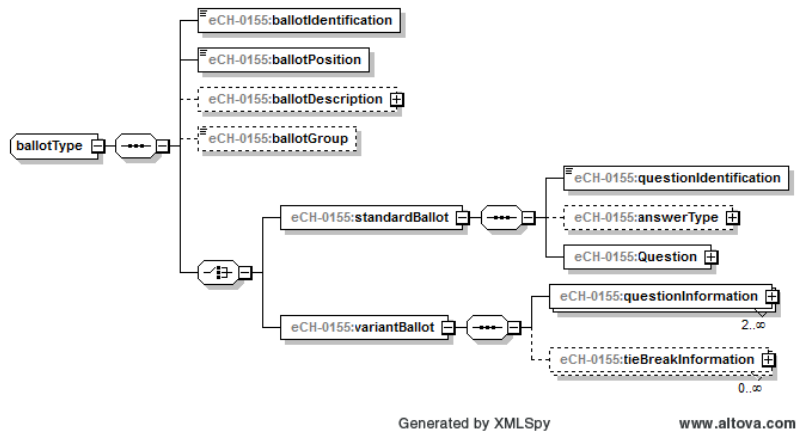 eCH-0155:ballotIdentification
eCH-0155:ballotPosition
eCH-0155:ballotDescription
ballotType
eCH-0155:ballotGroup
eCH-0155:questionIdentification
eCH-0155:standardBallot
eCH-0155:answerType
eCH-0155:Question
eCH-0155:questionInformation
2..∞
eCH-0155:variantBallot
eCH-0155:tieBreakInformation
0..∞
Generated by XMLSpy
www.altova.com